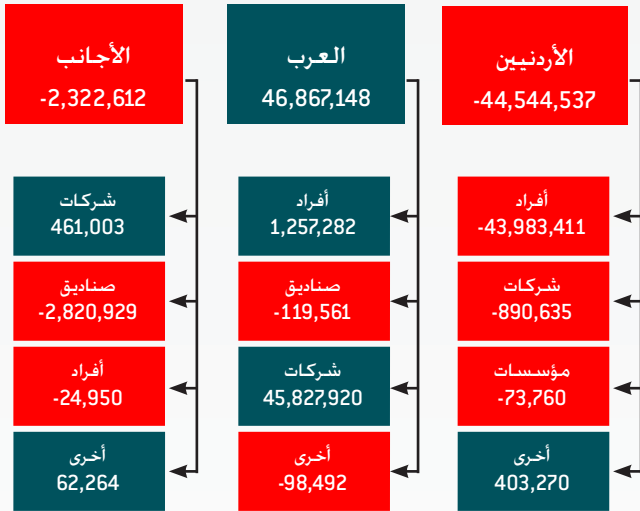 الأردنيين
-44,544,537
أفراد
-43,983,411
شركات
-890,635
مؤسسات
-73,760
أخرى
403,270
العرب
46,867,148
أفراد
1,257,282
صناديق
-119,561
شركات
45,827,920
أخرى
-98,492
الأجانب
-2,322,612
شركات
461,003
صناديق
-2,820,929
أفراد
-24,950
أخرى
62,264